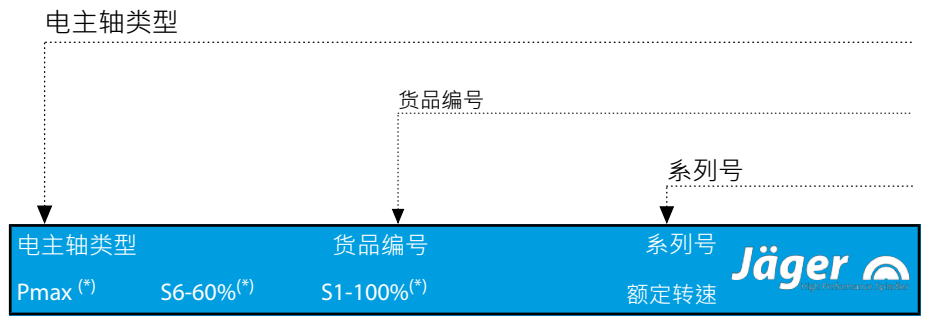 电主轴类型
货品编号
系列号
电主轴类型 货品编号 系列号
Jäger
Pmax (*) S6-60%(*) S1-100%(*) 额定转速